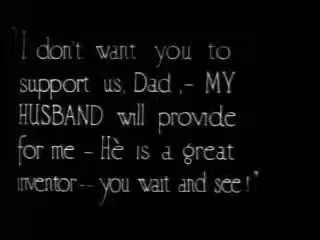 "I don't want you to
support us, Dad,- MY
HUSBAND will provide
for me - Hè is a great
inventor-- you wait and see!"